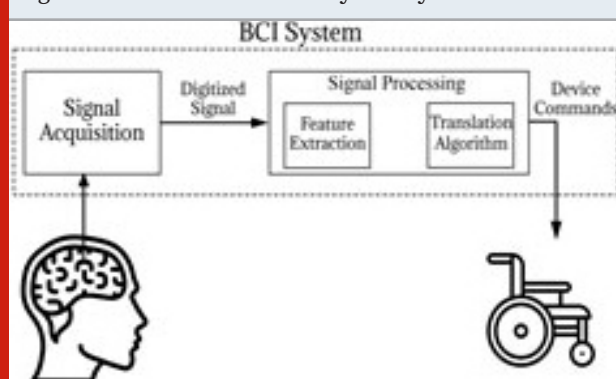 BCI System
Signal
Acquisition
Digitized
Signal
Signal Processing
Feature
Extraction
Translation
Algorithm
Device
Commands